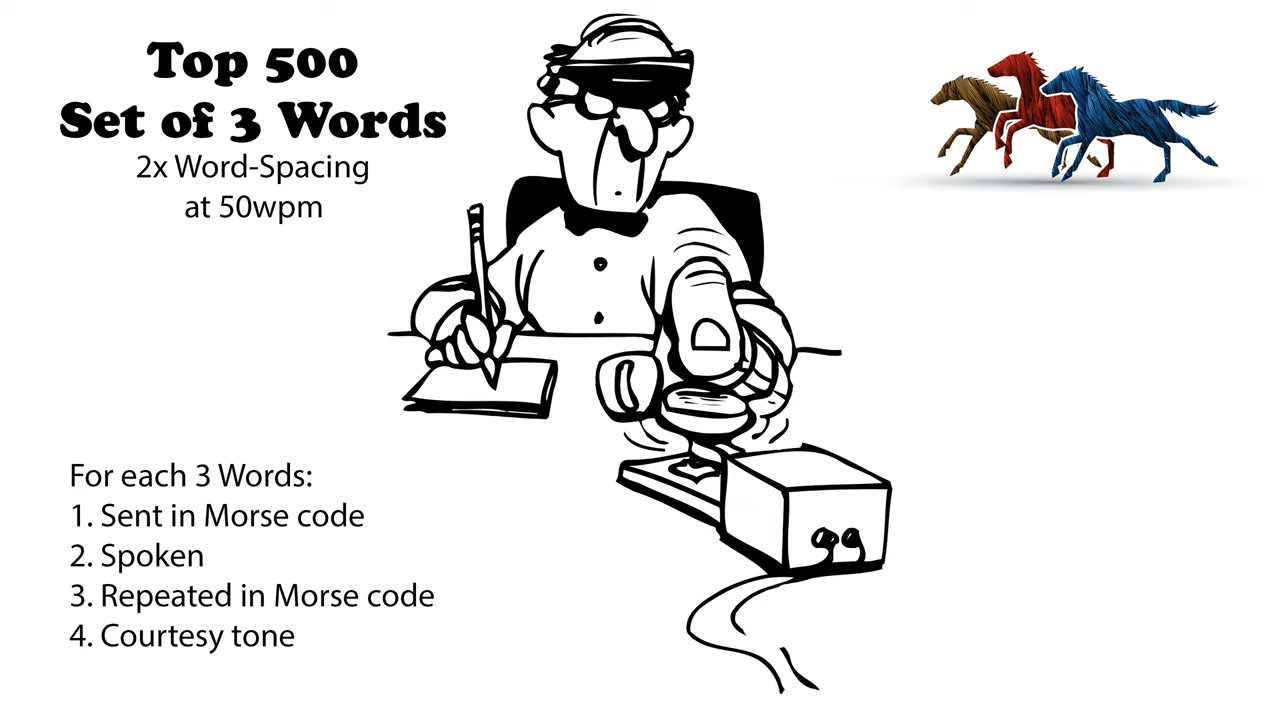 Top 500
Set of 3 Words
2x Word-Spacing
at 50wpm
For each 3 Words:
1. Sent in Morse code
2. Spoken
3. Repeated in Morse code
4. Courtesy tone